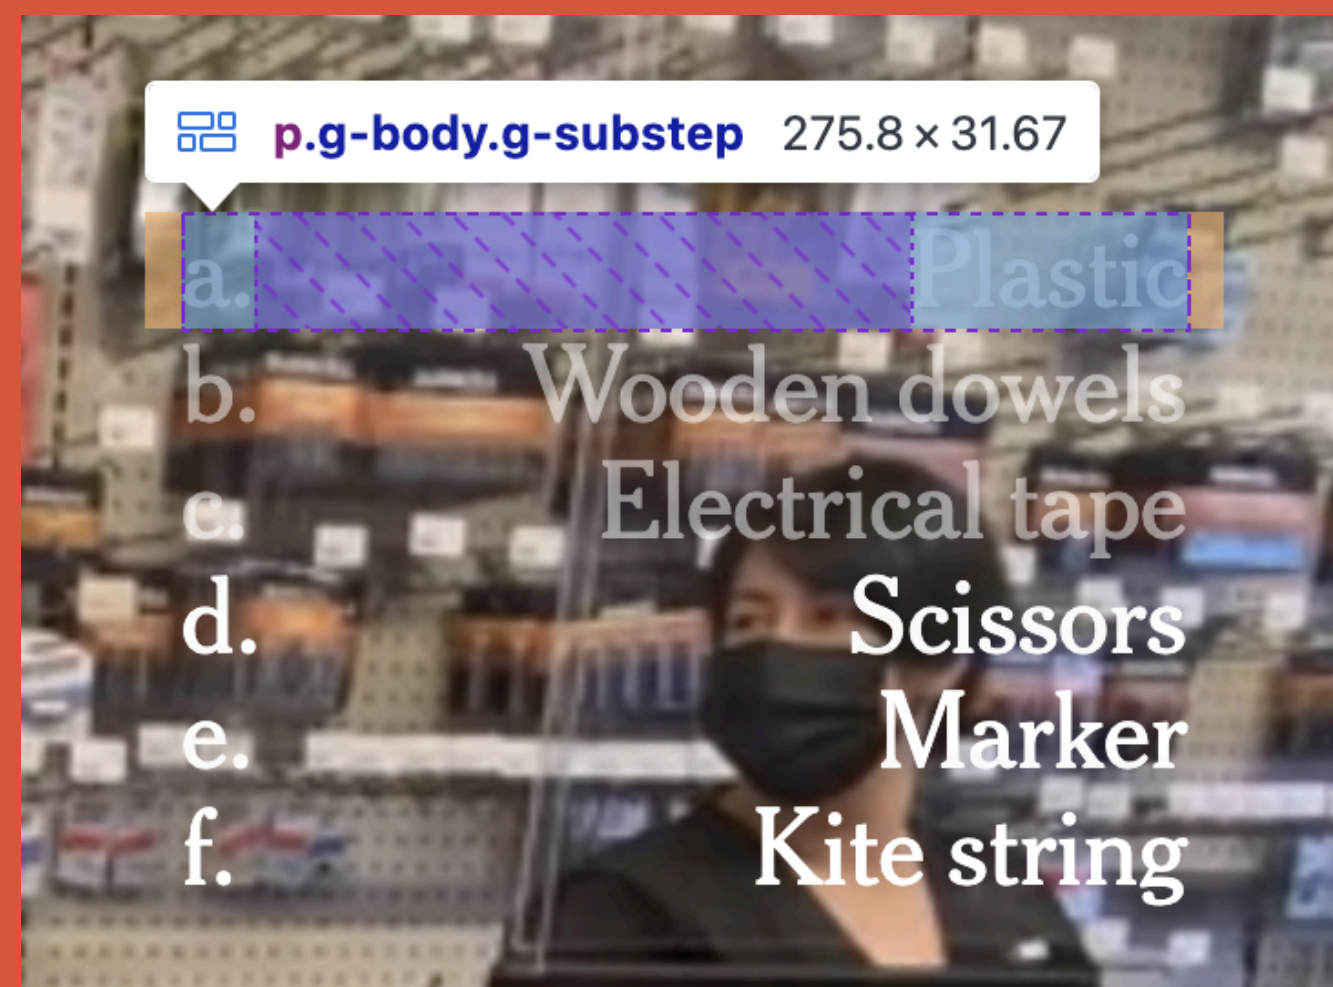 p.g-body.g-substep 275.8 × 31.67
a. Plastic
b. Wooden dowels
c. Electrical tape
d. Scissors
e. Marker
f. Kite string